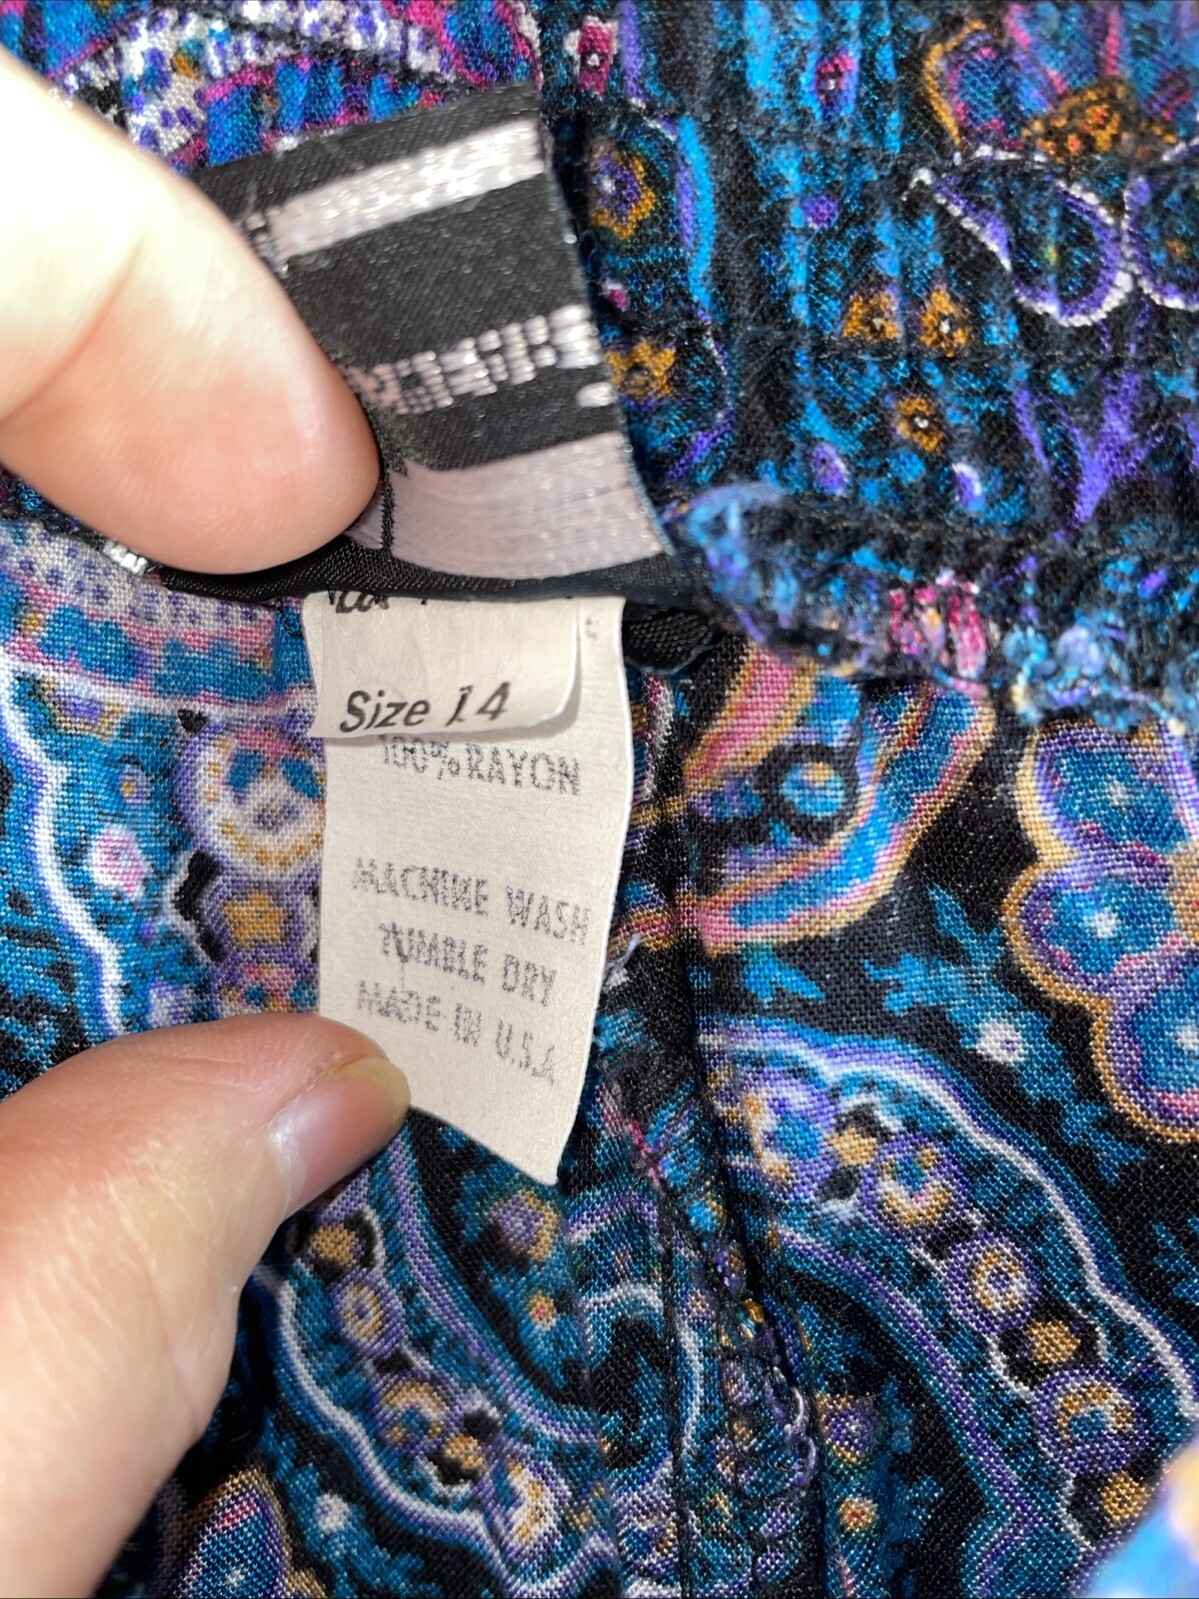 Size 14
100% RAYON
MACHINE WASH
TUMBLE DRY
MADE IN U.S.A